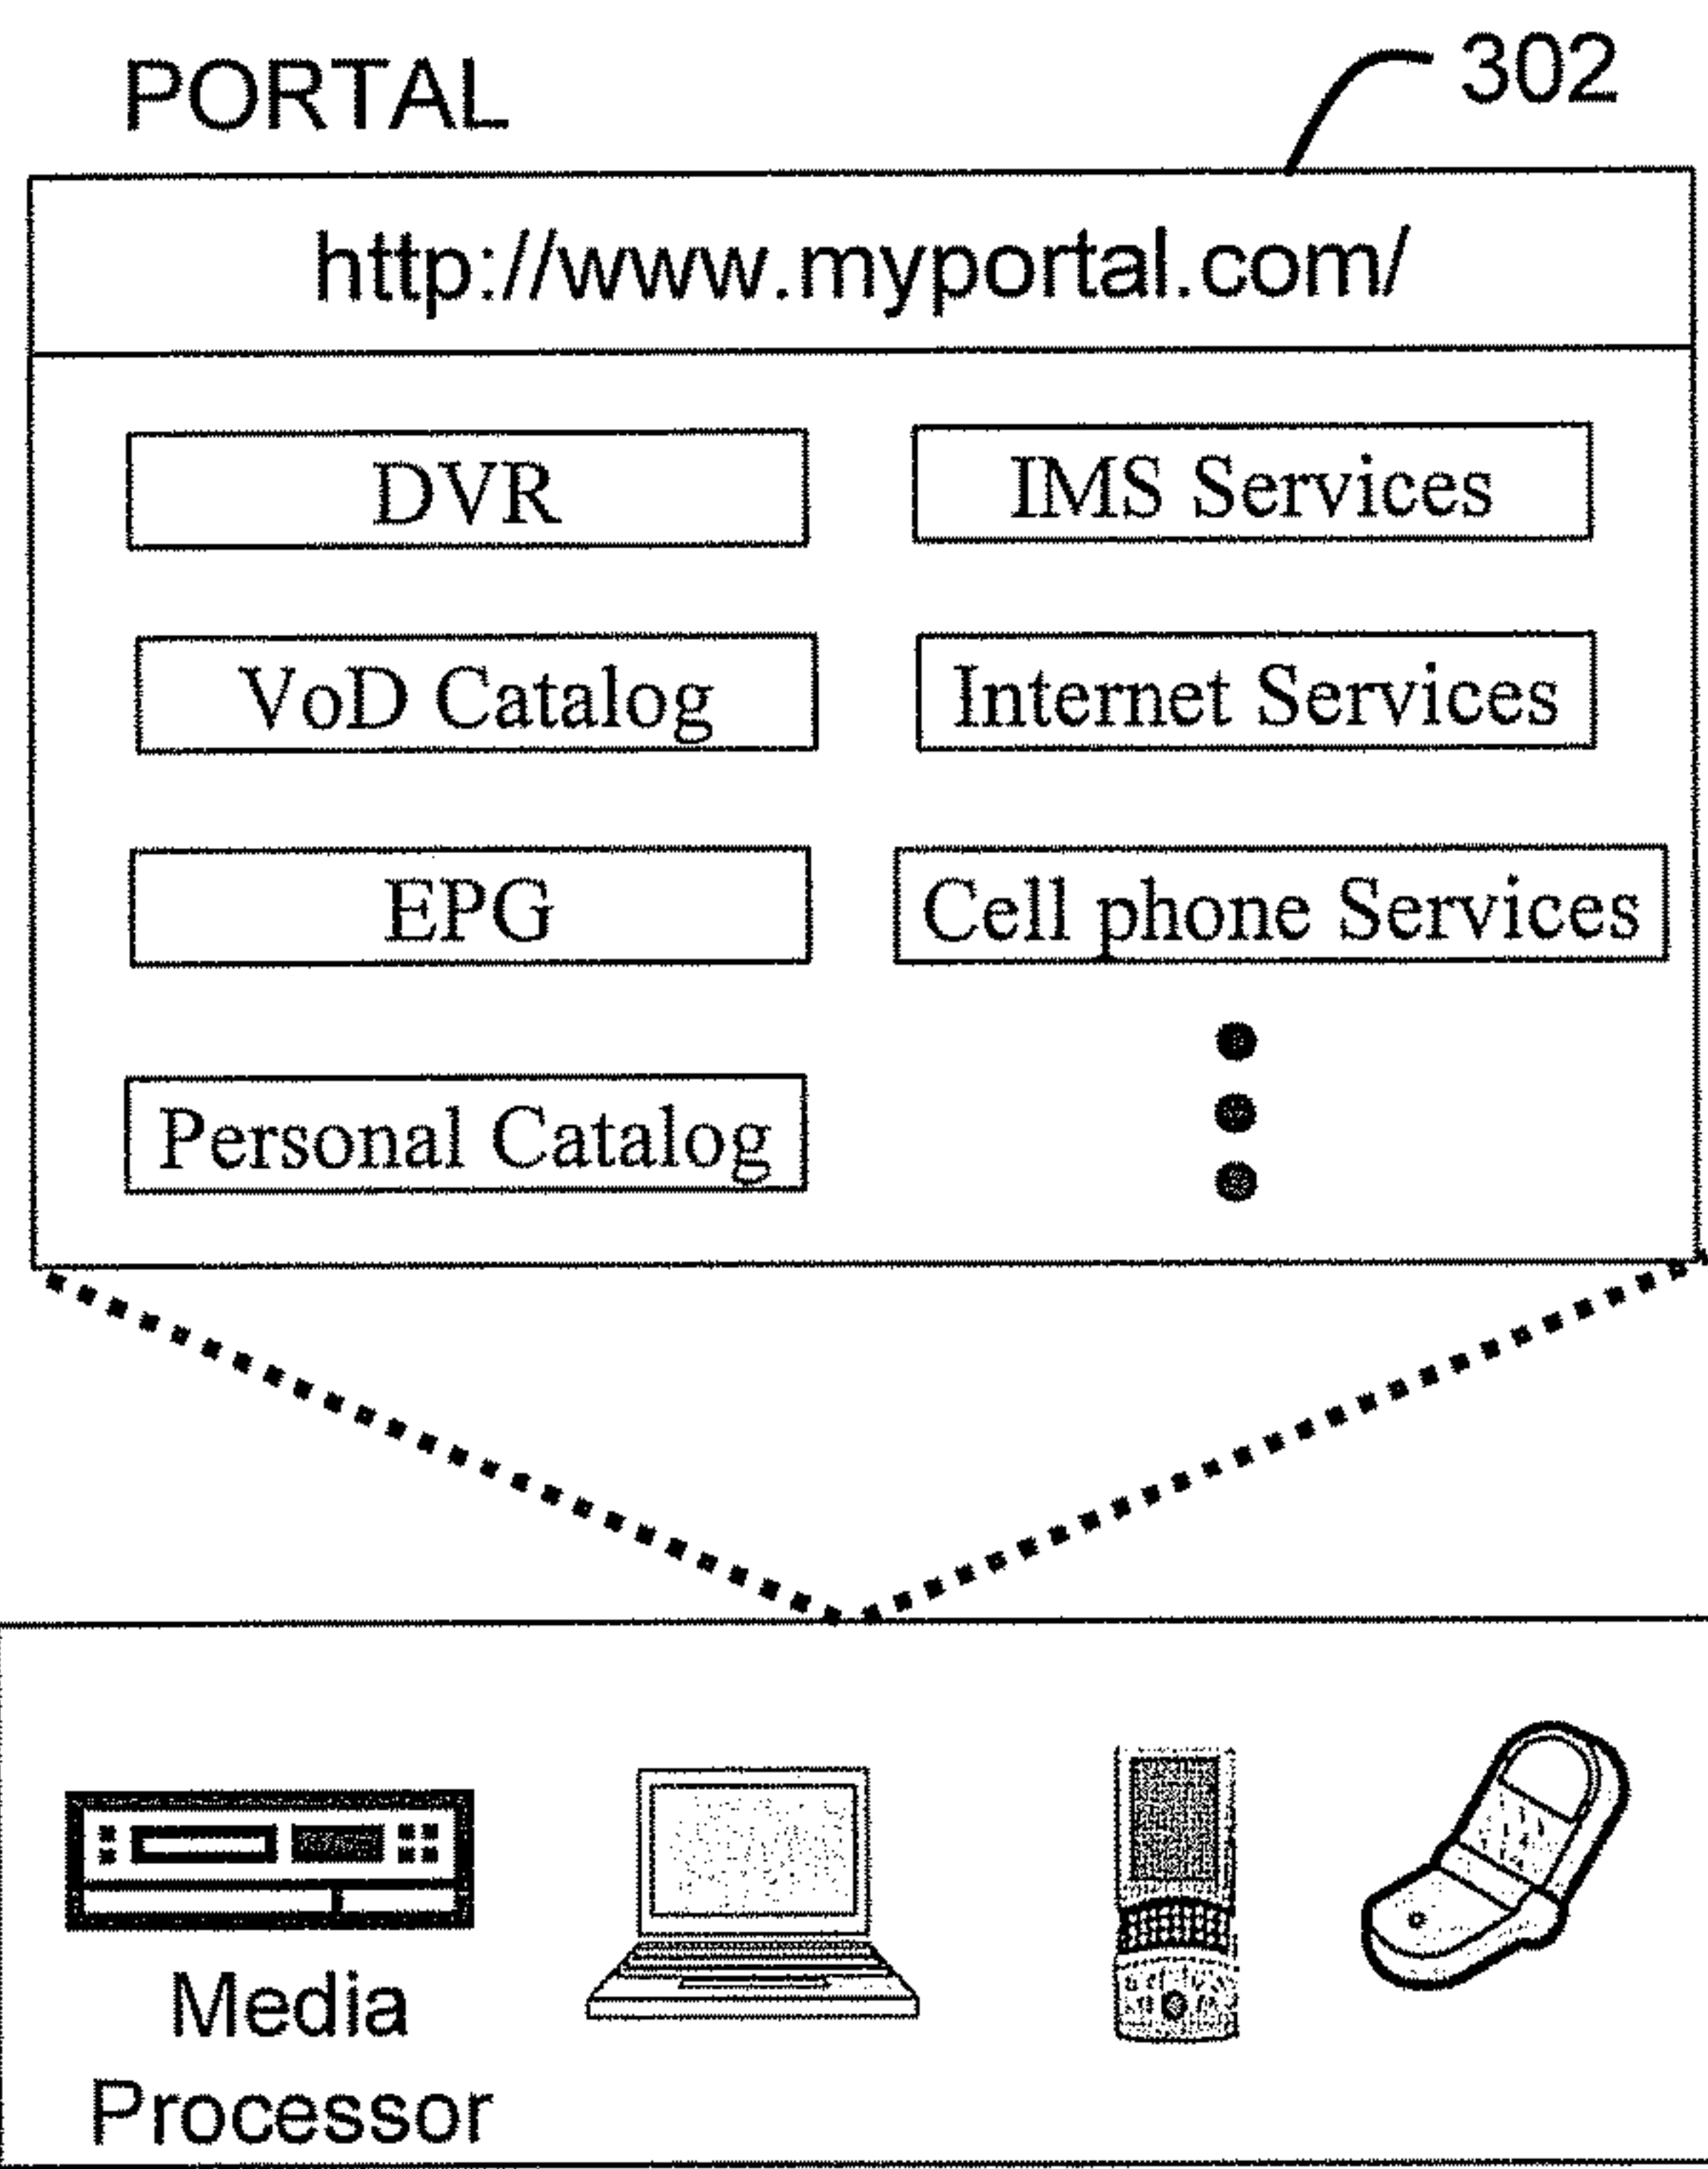 PORTAL
302
http://www.myportal.com/
DVR
IMS Services
VoD Catalog
Internet Services
EPG
Cell phone Services
Personal Catalog
Media
Processor